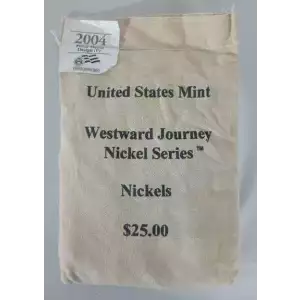 2004
United States Mint
Westward Journey
Nickel Series™
Nickels
$25.00